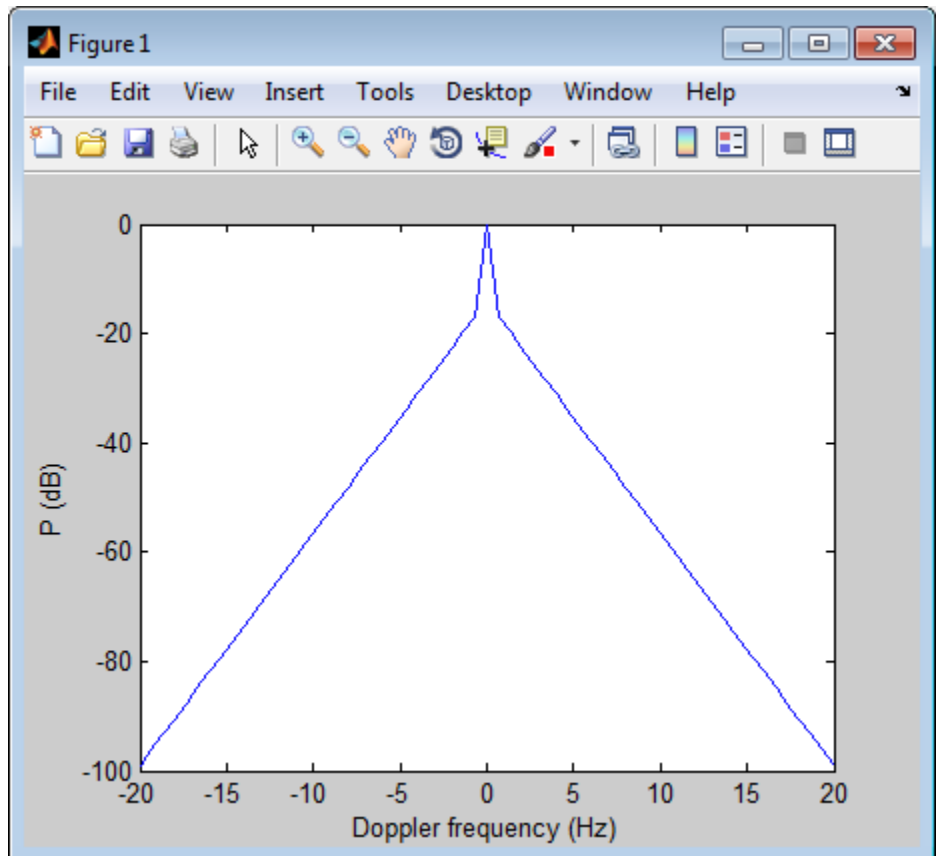 Figure 1
File Edit View Insert Tools Desktop Window Help
0
-20
-40
-60
-80
-100
P (dB)
-20 -15 -10 -5 0 5 10 15 20
Doppler frequency (Hz)